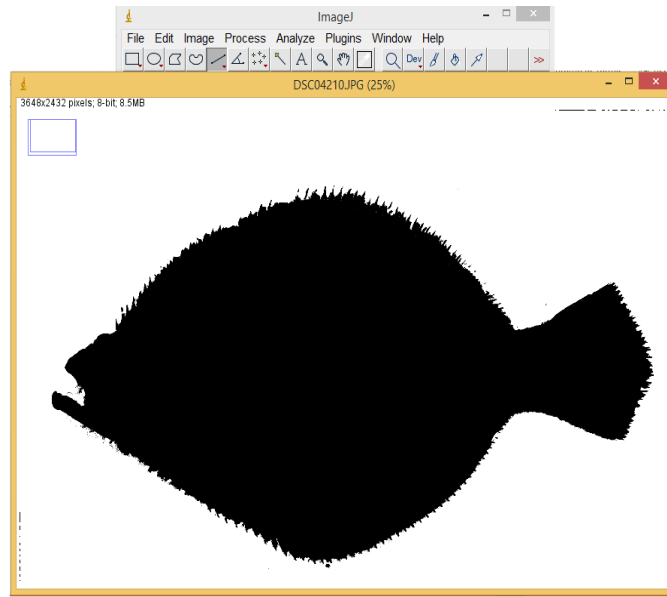 ImageJ
File Edit Image Process Analyze Plugins Window Help
A Dev >>
DSC04210.JPG (25%)
3648x2432 pixels; 8-bit; 8.5MB